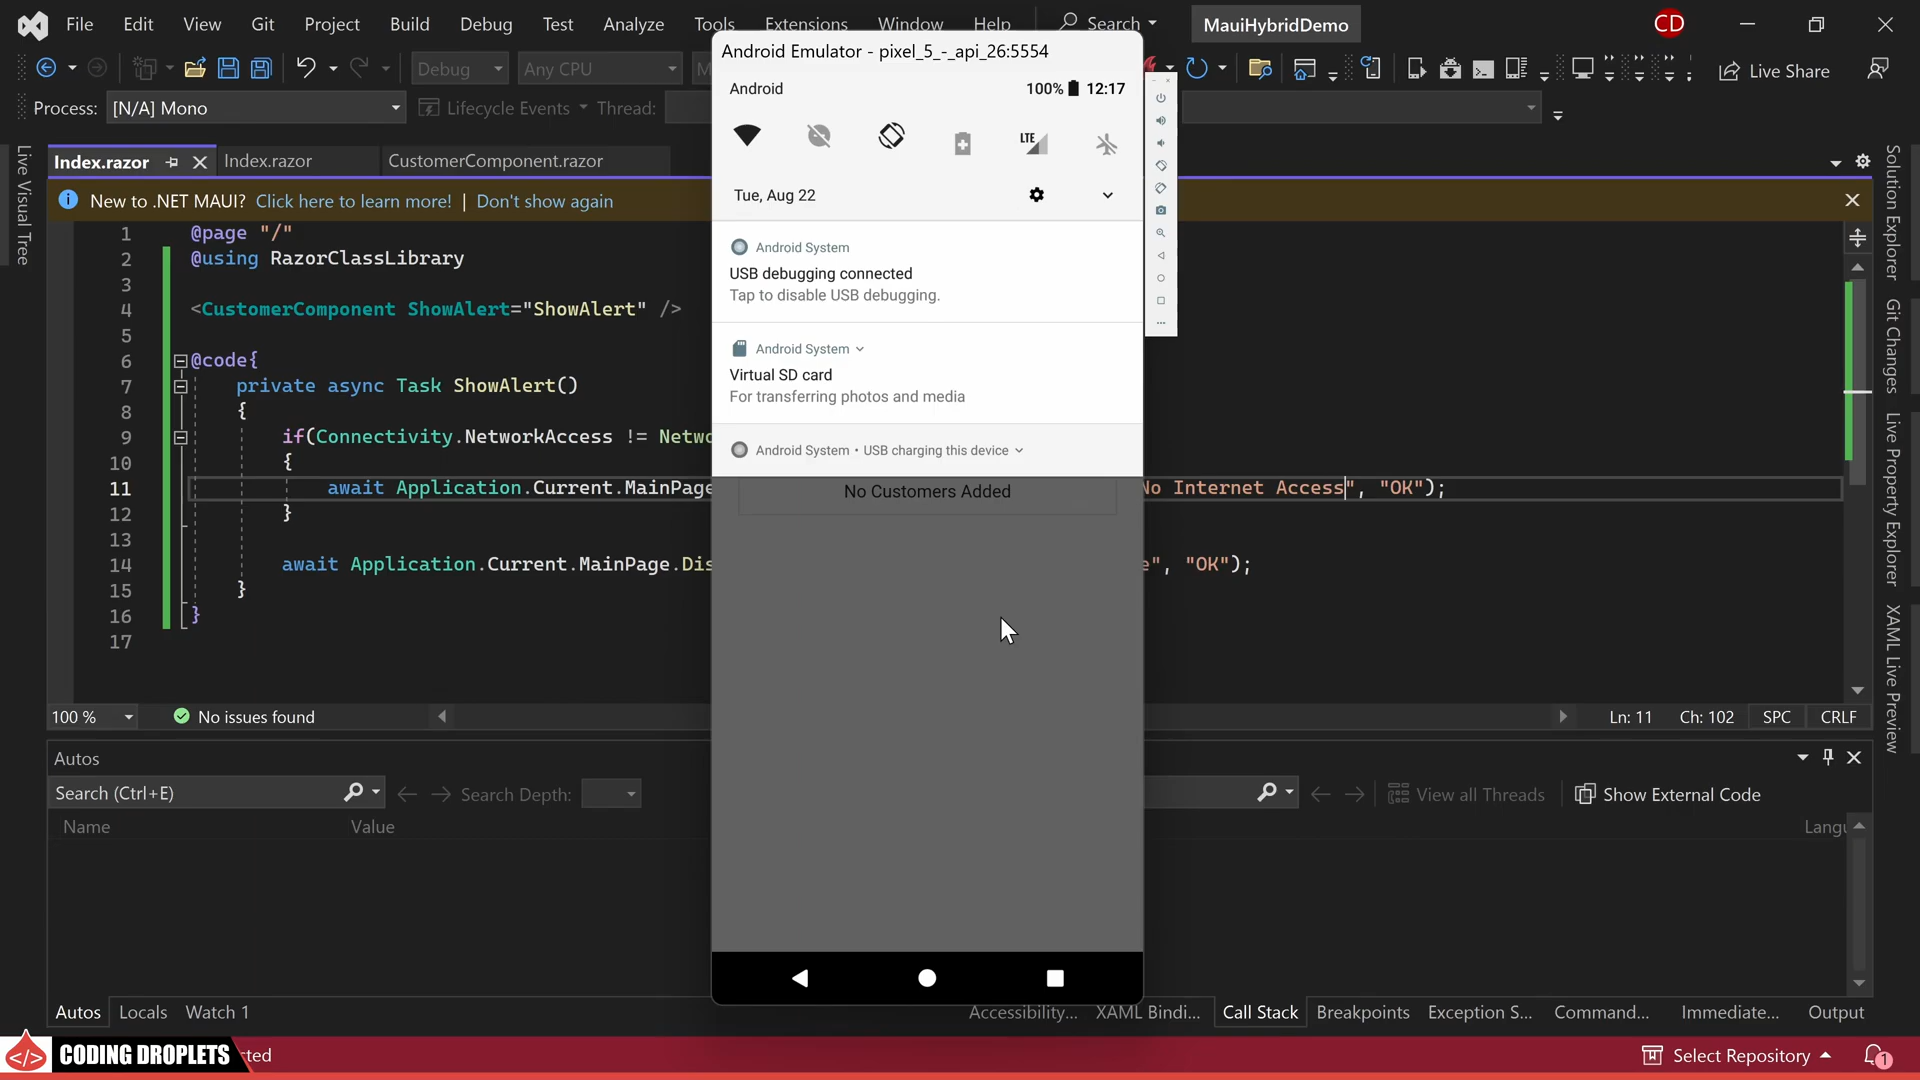 File Edit View Git Project Build Debug Test Analyze Tools Extensions Window Help Search MauiHybridDemo CD
Debug Any CPU Live Share
Process: [N/A] Mono Lifecycle Events Thread:
Index.razor Index.razor CustomerComponent.razor
New to .NET MAUI? Click here to learn more! | Don't show again
1 @page "/"
2 @using RazorClassLibrary
3
4 <CustomerComponent ShowAlert="ShowAlert" />
5
6 @code{
7 private async Task ShowAlert()
8 {
9 if(Connectivity.NetworkAccess != Netwo
10 {
11 await Application.Current.MainPage No Internet Access", "OK");
12 }
13
14 await Application.Current.MainPage.Dis e", "OK");
15 }
16 }
17
100 % No issues found Ln: 11 Ch: 102 SPC CRLF
Android Emulator - pixel_5_-_api_26:5554
Android 100% 12:17
LTE
Tue, Aug 22
Android System
USB debugging connected
Tap to disable USB debugging.
Android System
Virtual SD card
For transferring photos and media
Android System • USB charging this device
No Customers Added
Live Visual Tree
Solution Explorer
Git Changes
Live Property Explorer
XAML Live Preview
Autos
Search (Ctrl+E) Search Depth: View all Threads Show External Code
Name Value Langu
Autos Locals Watch 1 Accessibility... XAML Bindi... Call Stack Breakpoints Exception S... Comman... Immediate... Output
CODING DROPLETS cted Select Repository 1